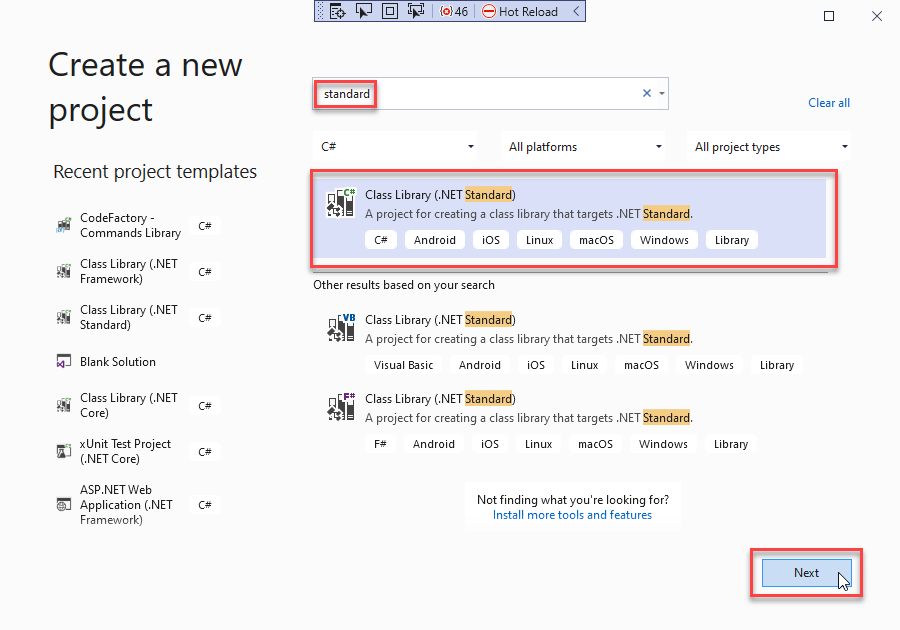 46 Hot Reload
Create a new
project
standard
Clear all
C# All platforms All project types
Recent project templates
CodeFactory -
Commands Library
C#
Class Library (.NET
Framework)
C#
Class Library (.NET
Standard)
C#
Blank Solution
Class Library (.NET
Core)
C#
xUnit Test Project
(.NET Core)
C#
ASP.NET Web
Application (.NET
Framework)
C#
C#
Class Library (.NET Standard)
A project for creating a class library that targets .NET Standard.
C# Android iOS Linux macOS Windows Library
Other results based on your search
VB
Class Library (.NET Standard)
A project for creating a class library that targets .NET Standard.
Visual Basic Android iOS Linux macOS Windows Library
F#
Class Library (.NET Standard)
A project for creating a class library that targets .NET Standard.
F# Android iOS Linux macOS Windows Library
Not finding what you're looking for?
Install more tools and features
Next